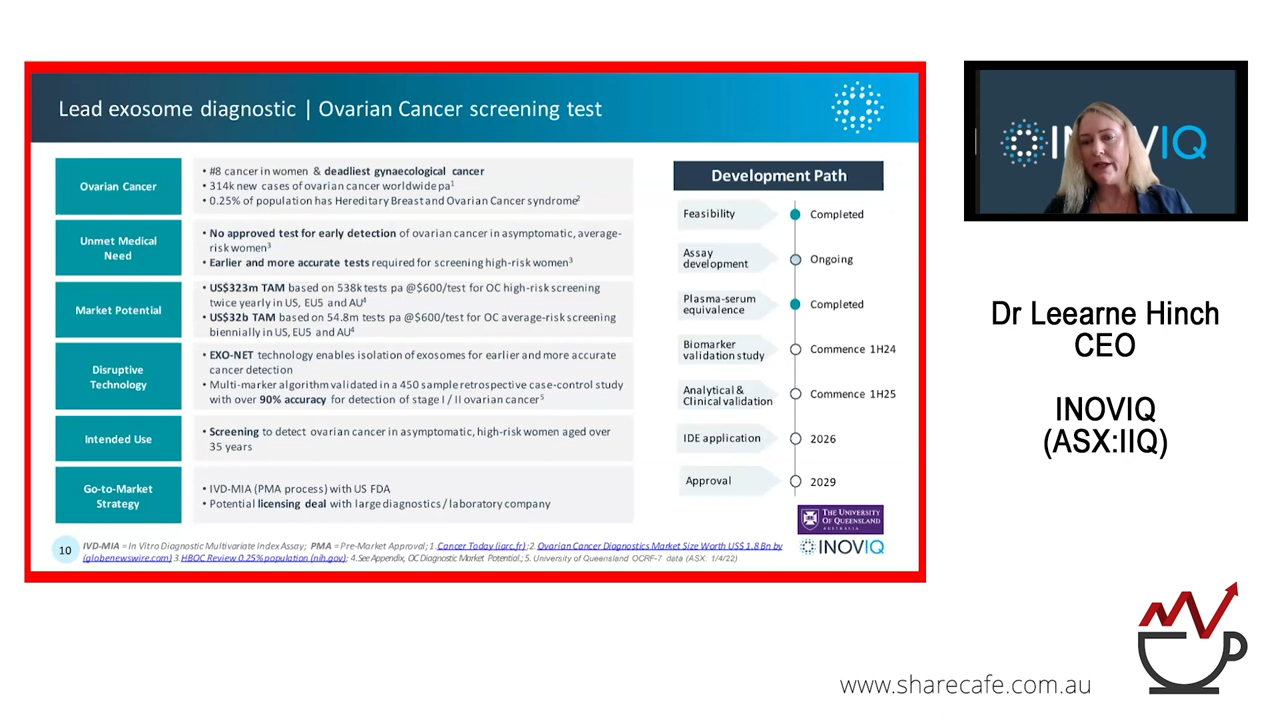 Lead exosome diagnostic | Ovarian Cancer screening test
Ovarian Cancer
• #8 cancer in women & deadliest gynaecological cancer
• 314k new cases of ovarian cancer worldwide pa1
• 0.25% of population has Hereditary Breast and Ovarian Cancer syndrome2
Unmet Medical
Need
• No approved test for early detection of ovarian cancer in asymptomatic, average-
risk women3
• Earlier and more accurate tests required for screening high-risk women3
Market Potential
• US$323m TAM based on 538k tests pa @$600/test for OC high-risk screening
twice yearly in US, EU5 and AU4
• US$32b TAM based on 54.8m tests pa @$600/test for OC average-risk screening
biennially in US, EU5 and AU4
Disruptive
Technology
• EXO-NET technology enables isolation of exosomes for earlier and more accurate
cancer detection
• Multi-marker algorithm validated in a 450 sample retrospective case-control study
with over 90% accuracy for detection of stage I / II ovarian cancer5
Intended Use
• Screening to detect ovarian cancer in asymptomatic, high-risk women aged over
35 years
Go-to-Market
Strategy
• IVD-MIA (PMA process) with US FDA
• Potential licensing deal with large diagnostics / laboratory company
Development Path
Feasibility
Completed
Assay
development
Ongoing
Plasma-serum
equivalence
Completed
Biomarker
validation study
Commence 1H24
Analytical &
Clinical validation
Commence 1H25
IDE application
2026
Approval
2029
THE UNIVERSITY
OF QUEENSLAND
AUSTRALIA
INOVIQ
10
IVD-MIA = In Vitro Diagnostic Multivariate Index Assay; PMA = Pre-Market Approval; 1.Cancer Today (iarc.fr); 2. Ovarian Cancer Diagnostics Market Size Worth US$ 1.8 Bn by
(globenewswire.com) 3.HBOC Review 0.25% population (nih.gov); 4.See Appendix, OC Diagnostic Market Potential.; 5. University of Queensland OCRF-7 data (ASX: 1/4/22)
INOVIQ
Dr Leearne Hinch
CEO
INOVIQ
(ASX:IIQ)
www.sharecafe.com.au